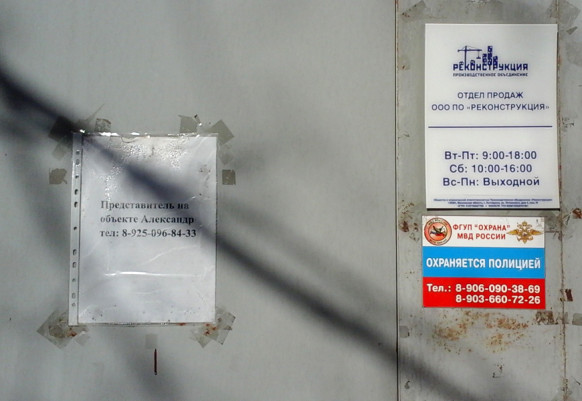 Представитель на
объекте Александр
тел: 8-925-096-84-33
РЕКОНСТРУКЦИЯ
ПРОИЗВОДСТВЕННОЕ ОБЪЕДИНЕНИЕ
ОТДЕЛ ПРОДАЖ
ООО ПО «РЕКОНСТРУКЦИЯ»
Вт-Пт: 9:00-18:00
Сб: 10:00-16:00
Вс-Пн: Выходной
ФГУП "ОХРАНА"
МВД РОССИИ
ОХРАНЯЕТСЯ ПОЛИЦИЕЙ
Тел.: 8-906-090-38-69
8-903-660-72-26